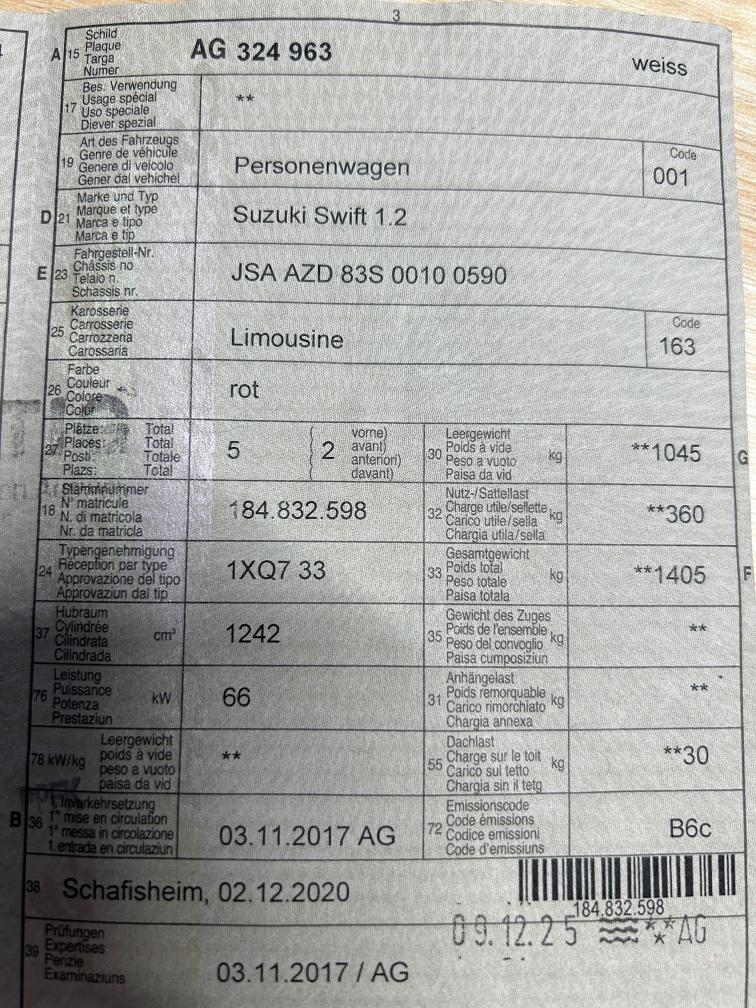 3
A 15 Schild
Plaque
Targa
Numer
AG 324 963 weiss
17 Bes. Verwendung
Usage spécial
Uso speciale
Diever spezial
**
19 Art des Fahrzeugs
Genre de véhicule
Genere di veicolo
Gener dal vehichel
Personenwagen
Code
001
D 21 Marke und Typ
Marque et type
Marca e tipo
Marca e tip
Suzuki Swift 1.2
E 23 Fahrgestell-Nr.
Châssis no
Telaio n.
Schassis nr.
JSA AZD 83S 0010 0590
25 Karosserie
Carrosserie
Carrozzeria
Carossaria
Limousine
Code
163
26 Farbe
Couleur
Colore
Colur
rot
27 Plätze: Total
Places: Total
Posti: Totale
Plazs: Total
5
( 2 vorne)
avant)
anteriori)
davant)
30 Leergewicht
Poids à vide
Peso a vuoto
Paisa da vid
kg
**1045 G
18 Stammnummer
N° matricule
N. di matricola
Nr. da matricla
184.832.598
32 Nutz-/Sattellast
Charge utile/sellette
Carico utile/sella
Chargia utila/sella
kg
**360
24 Typengenehmigung
Réception par type
Approvazione del tipo
Approvaziun dal tip
1XQ7 33
33 Gesamtgewicht
Poids total
Peso totale
Paisa totala
kg
**1405 F
37 Hubraum
Cylindrée
Cilindrata
Cilindrada
cm³
1242
35 Gewicht des Zuges
Poids de l'ensemble
Peso del convoglio
Paisa cumposiziun
kg
**
76 Leistung
Puissance
Potenza
Prestaziun
kW
66
31 Anhängelast
Poids remorquable
Carico rimorchiato
Chargia annexa
kg
**
78 kW/kg Leergewicht
poids à vide
peso a vuoto
paisa da vid
**
55 Dachlast
Charge sur le toit
Carico sul tetto
Chargia sin il tetg
kg
**30
B 36 1. Inverkehrsetzung
1re mise en circulation
1a messa in circolazione
1. entrada en circulaziun
03.11.2017 AG
72 Emissionscode
Code émissions
Codice emissioni
Code d'emissiuns
B6c
38 Schafisheim, 02.12.2020
184.832.598
09.12.25 ** AG
39 Prüfungen
Expertises
Perizie
Examinaziuns
03.11.2017 / AG